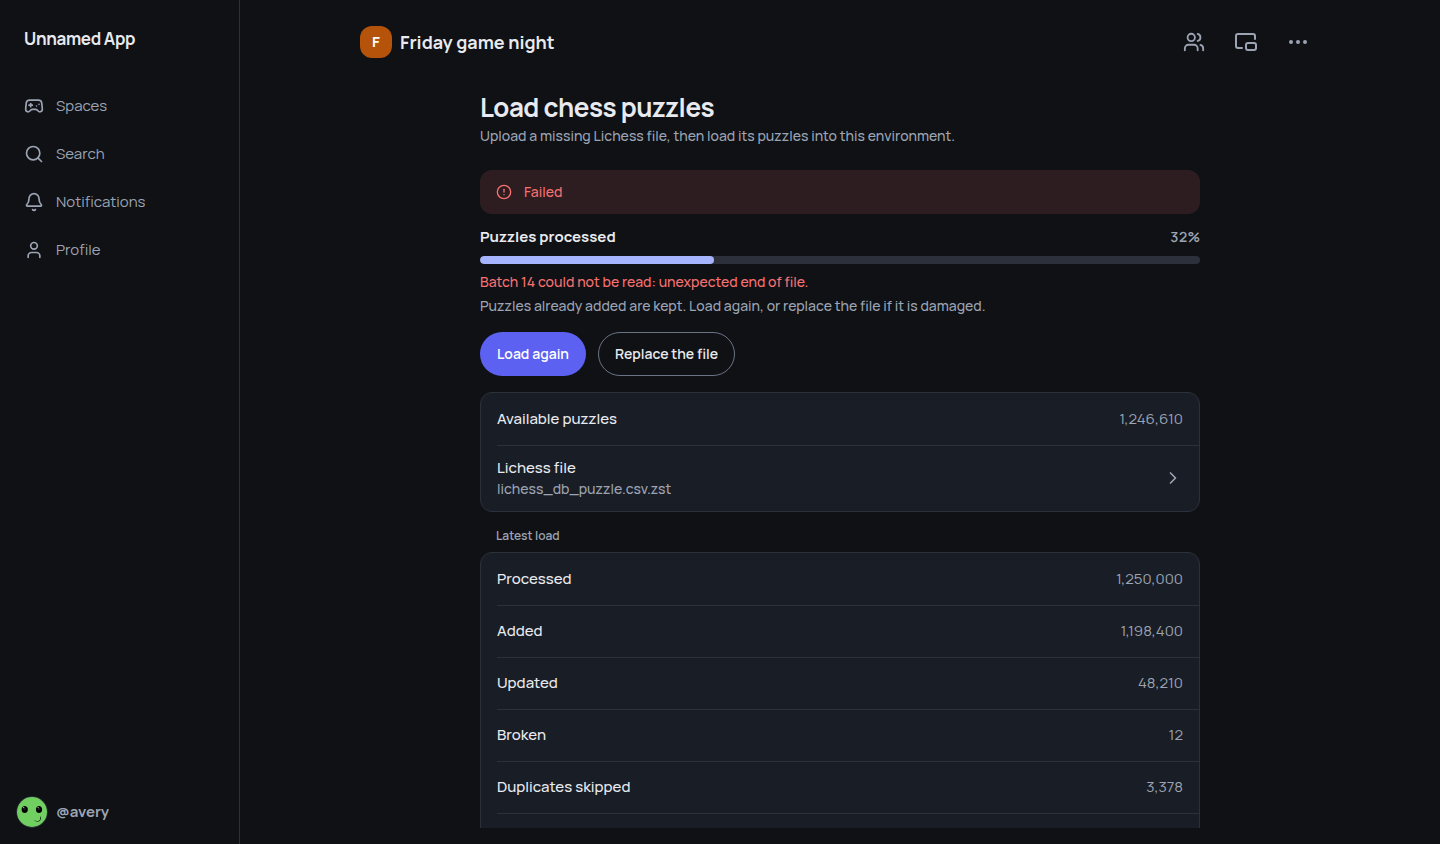 Unnamed App
Spaces
Search
Notifications
Profile
@avery
F
Friday game night
Load chess puzzles
Upload a missing Lichess file, then load its puzzles into this environment.
Failed
Puzzles processed
32%
Batch 14 could not be read: unexpected end of file.
Puzzles already added are kept. Load again, or replace the file if it is damaged.
Load again
Replace the file
Available puzzles
1,246,610
Lichess file
lichess_db_puzzle.csv.zst
Latest load
Processed
1,250,000
Added
1,198,400
Updated
48,210
Broken
12
Duplicates skipped
3,378